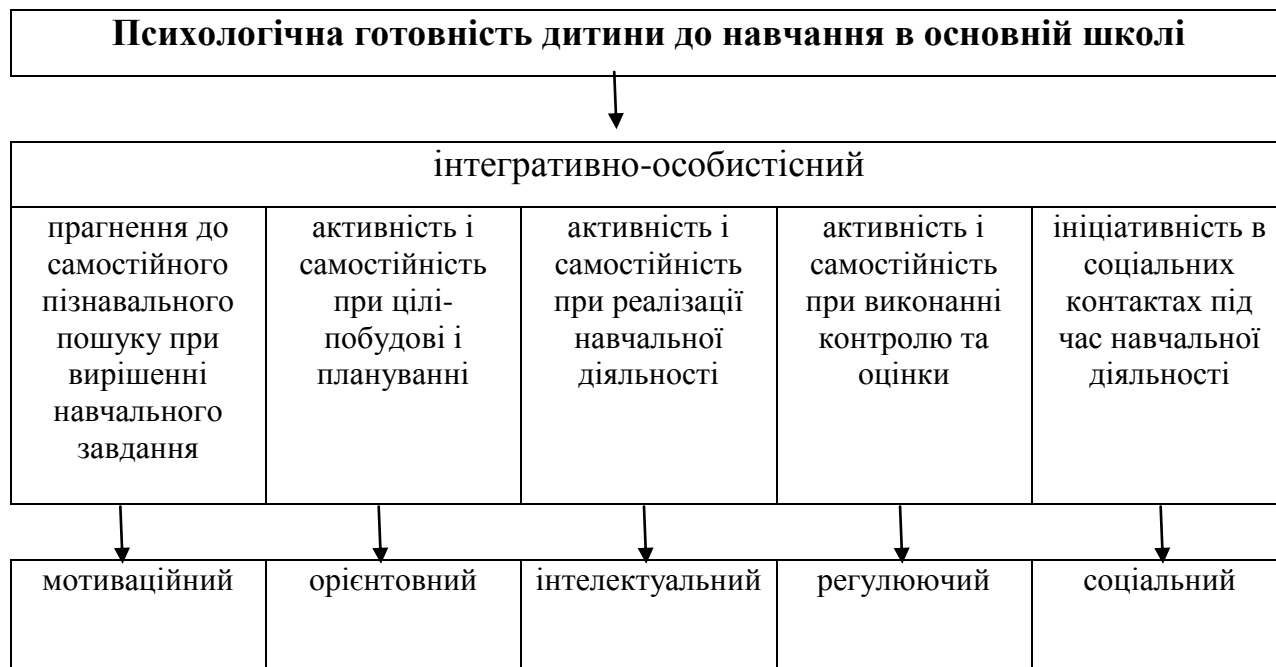 Психологічна готовність дитини до навчання в основній школі
інтегративно-особистісний
прагнення до
самостійного
пізнавального
пошуку при
вирішенні
навчального
завдання
активність і
самостійність
при цілі-
побудові і
плануванні
активність і
самостійність
при реалізації
навчальної
діяльності
активність і
самостійність
при виконанні
контролю та
оцінки
ініціативність в
соціальних
контактах під
час навчальної
діяльності
мотиваційний
орієнтовний
інтелектуальний
регулюючий
соціальний